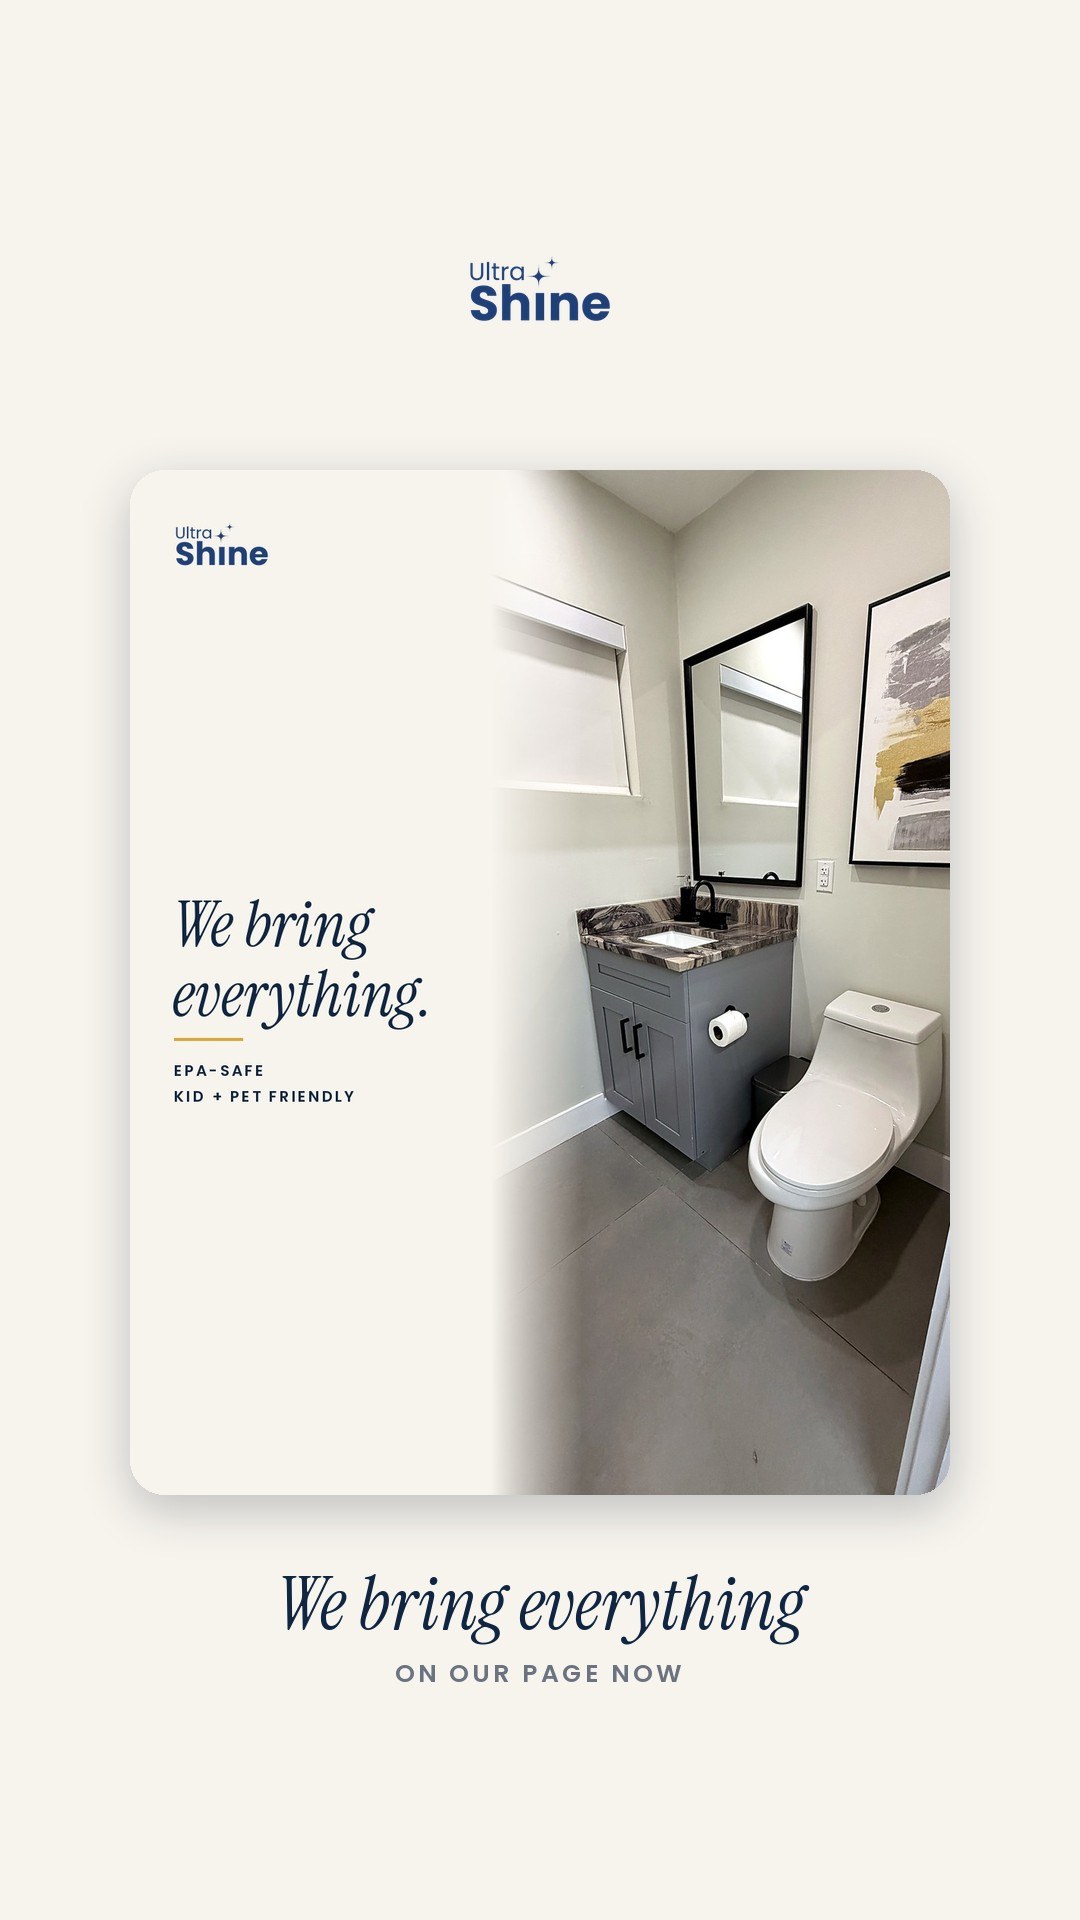 Ultra
Shine
Ultra
Shine
We bring
everything.
EPA-SAFE
KID + PET FRIENDLY
We bring everything
ON OUR PAGE NOW